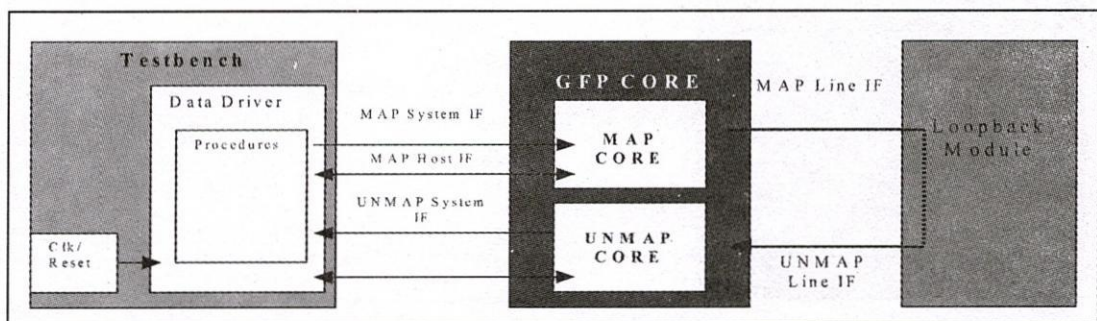 Testbench
Data Driver
Procedures
Clk/
Reset
MAP System IF
MAP Host IF
UNMAP System
IF
GFP CORE
MAP
CORE
UNMAP
CORE
MAP Line IF
UNMAP
Line IF
Loopback
Module